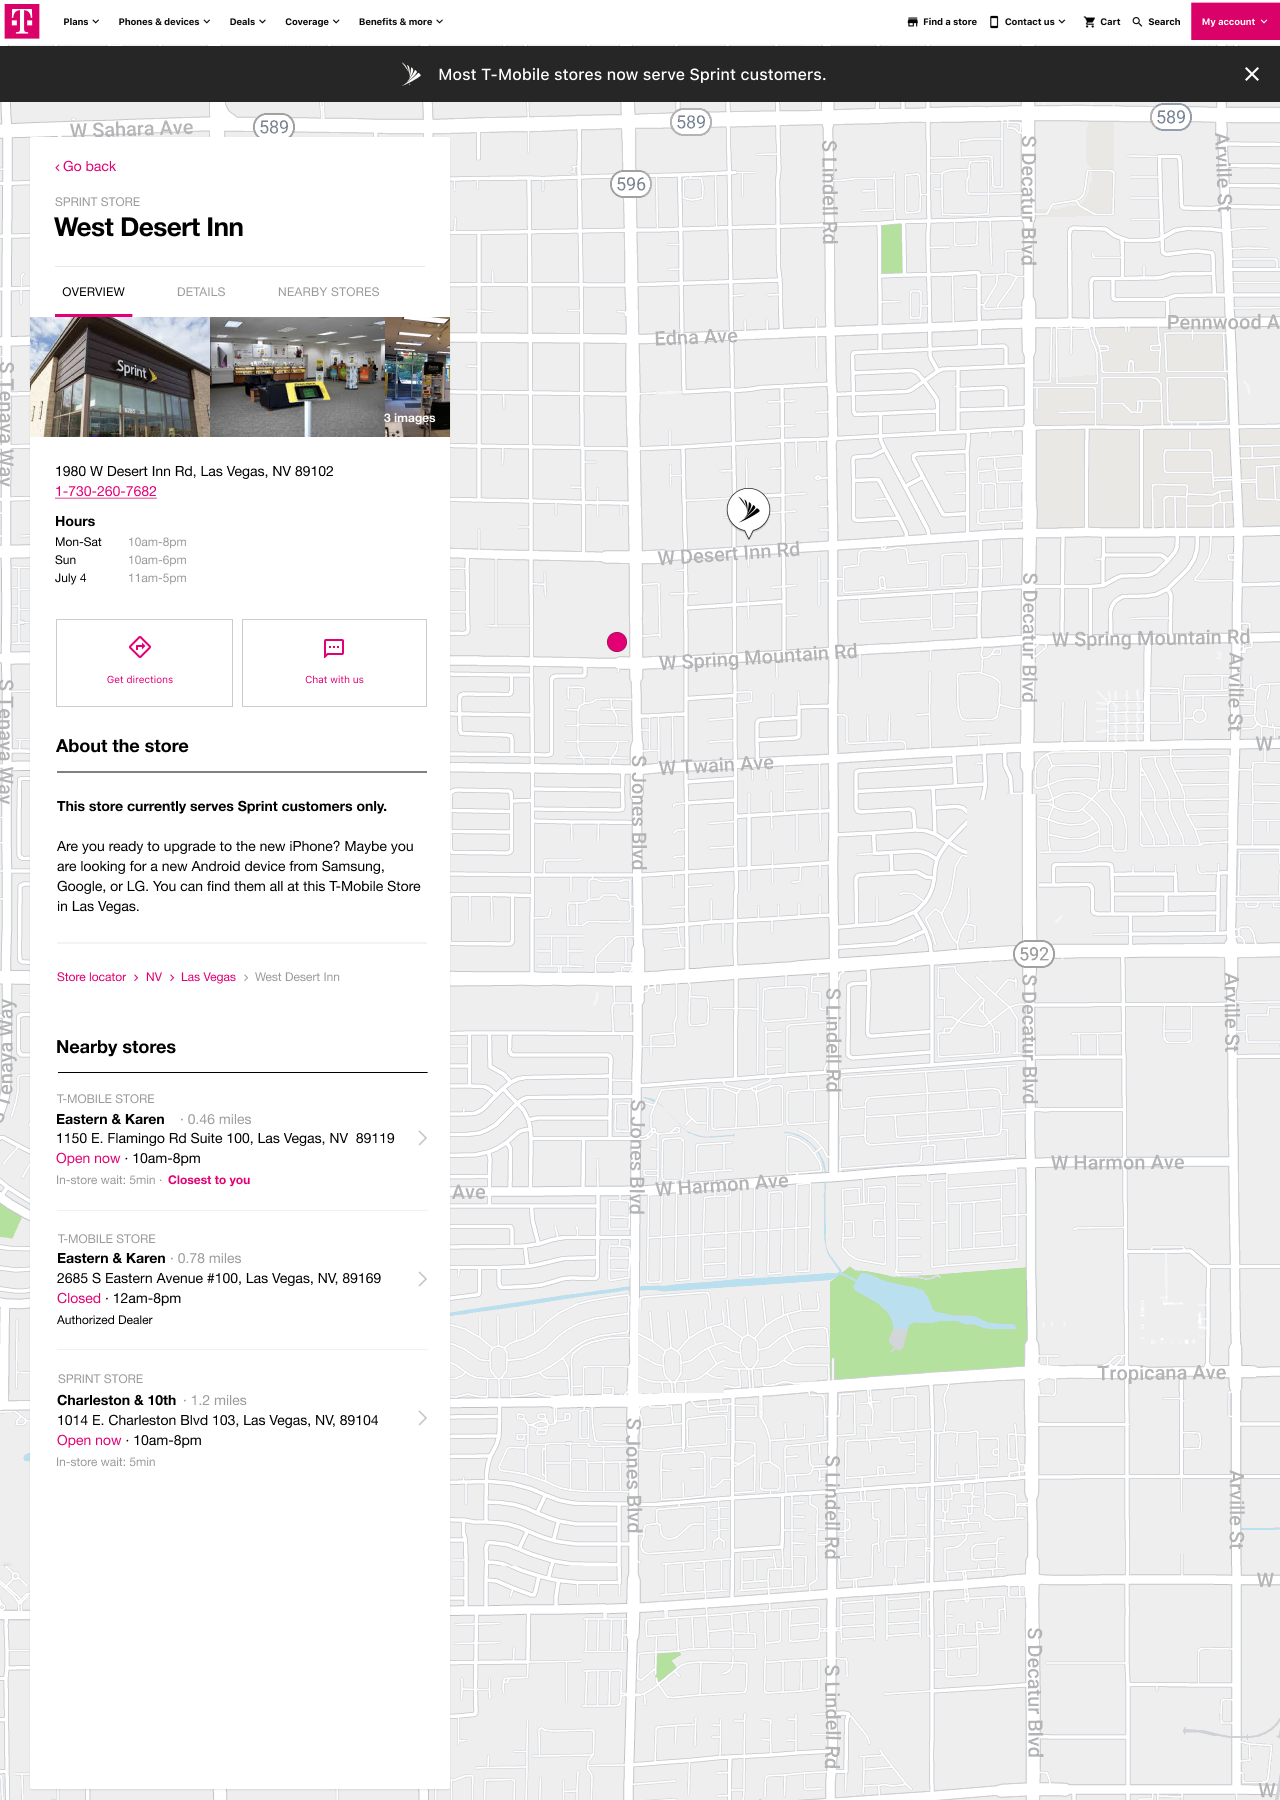 T
Plans
Phones & devices
Deals
Coverage
Benefits & more
Find a store
Contact us
Cart
Search
My account
Most T-Mobile stores now serve Sprint customers.
‹ Go back
SPRINT STORE
West Desert Inn
OVERVIEW
DETAILS
NEARBY STORES
Sprint
3 images
1980 W Desert Inn Rd, Las Vegas, NV 89102
1-730-260-7682
Hours
Mon-Sat 10am-8pm
Sun 10am-6pm
July 4 11am-5pm
Get directions
Chat with us
About the store
This store currently serves Sprint customers only.
Are you ready to upgrade to the new iPhone? Maybe you
are looking for a new Android device from Samsung,
Google, or LG. You can find them all at this T-Mobile Store
in Las Vegas.
Store locator > NV > Las Vegas > West Desert Inn
Nearby stores
T-MOBILE STORE
Eastern & Karen · 0.46 miles
1150 E. Flamingo Rd Suite 100, Las Vegas, NV 89119
Open now · 10am-8pm
In-store wait: 5min · Closest to you
T-MOBILE STORE
Eastern & Karen · 0.78 miles
2685 S Eastern Avenue #100, Las Vegas, NV, 89169
Closed · 12am-8pm
Authorized Dealer
SPRINT STORE
Charleston & 10th · 1.2 miles
1014 E. Charleston Blvd 103, Las Vegas, NV, 89104
Open now · 10am-8pm
In-store wait: 5min
W Sahara Ave
589
589
589
596
S Lindell Rd
S Decatur Blvd
Arville St
Edna Ave
Pennwood A
S Tenaya Way
W Desert Inn Rd
S Decatur Blvd
W Spring Mountain Rd
W Spring Mountain Rd
Arville St
S Tenaya Way
W Twain Ave
W
S Jones Blvd
592
S Lindell Rd
S Decatur Blvd
Arville St
S Tenaya Way
S Jones Blvd
Ave
W Harmon Ave
W Harmon Ave
Tropicana Ave
S Jones Blvd
S Lindell Rd
Arville St
W
S Decatur Blvd
S Lindell Rd
W